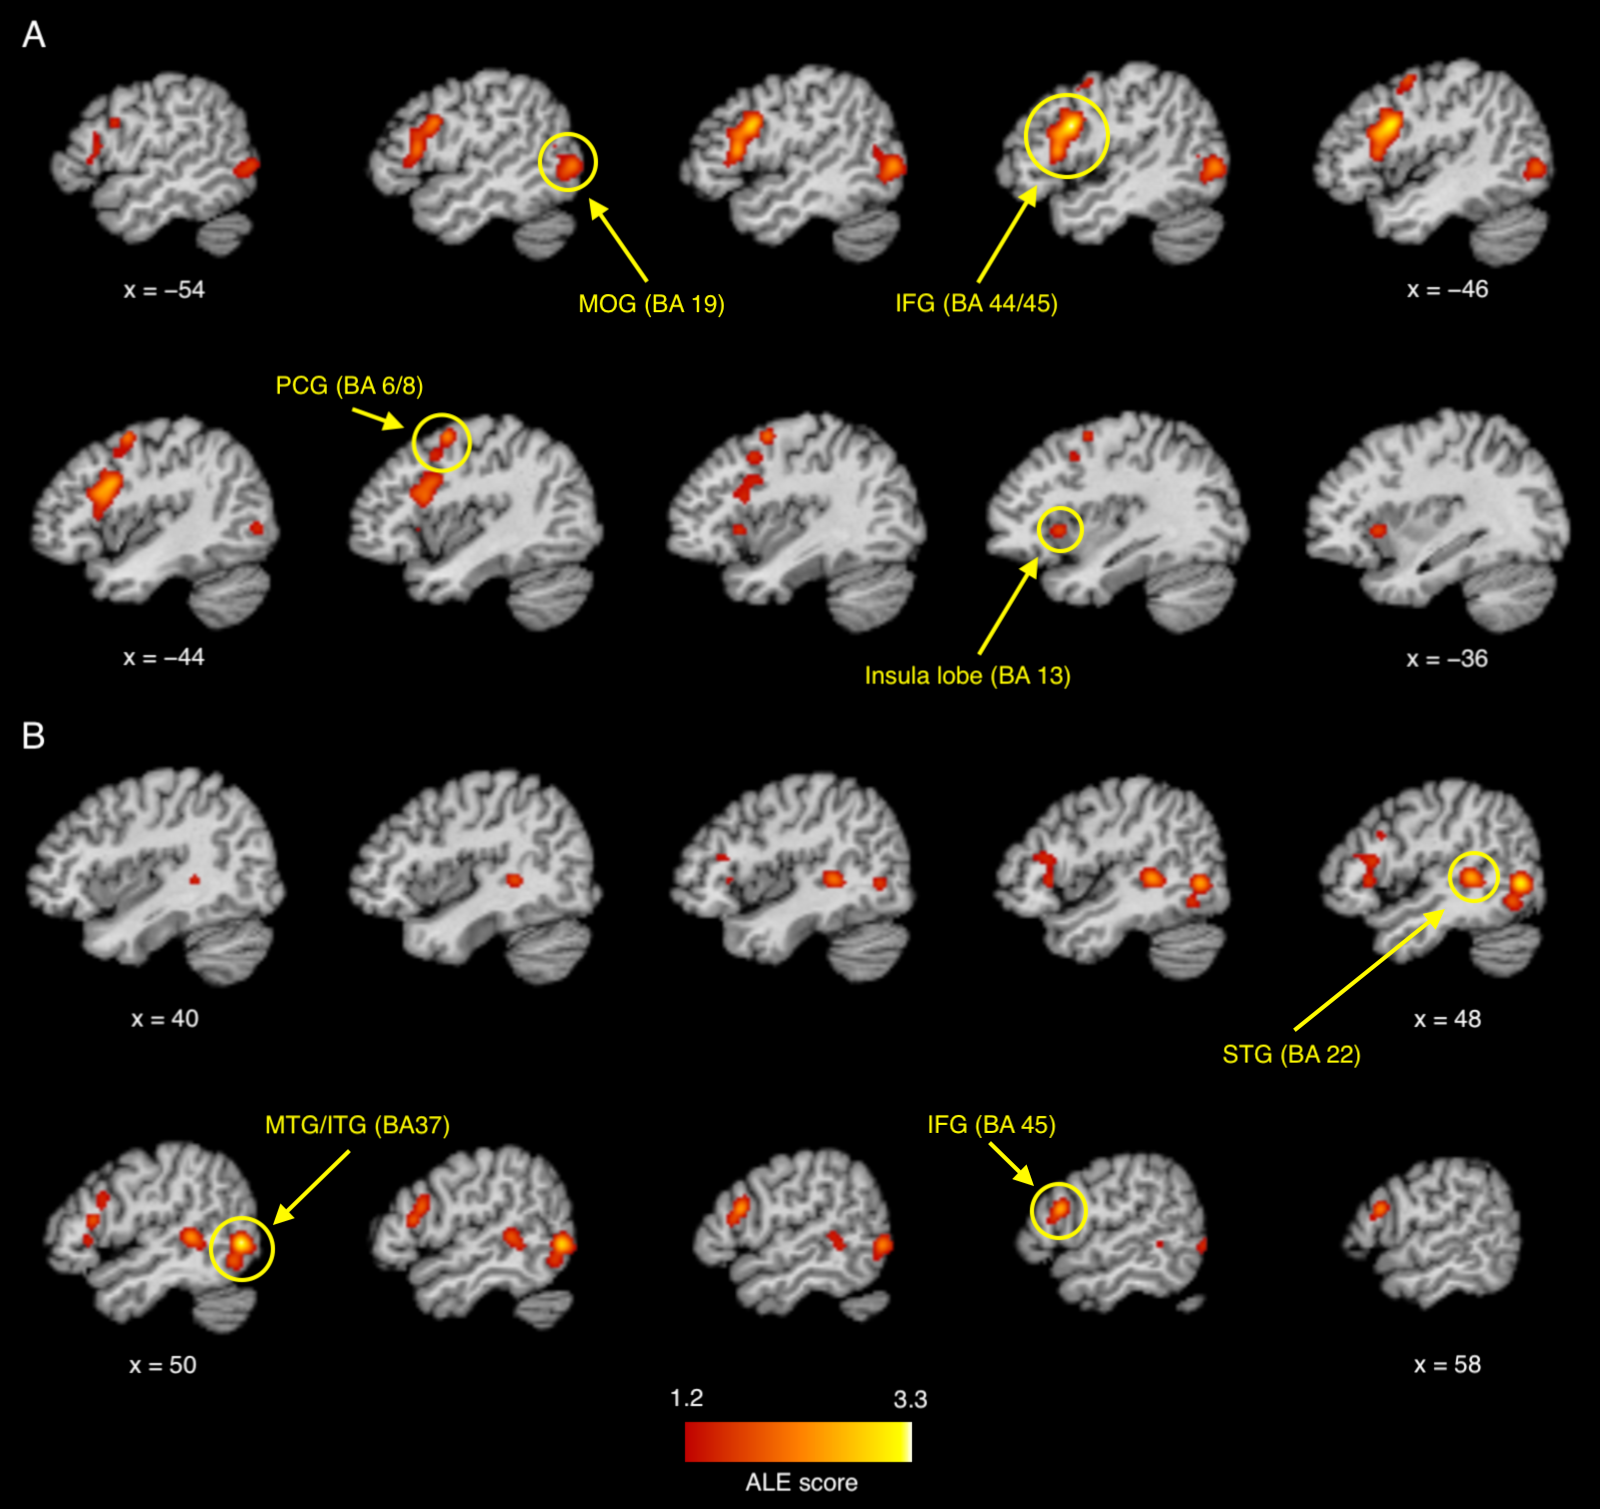 A
x = −54
MOG (BA 19)
IFG (BA 44/45)
x = −46
PCG (BA 6/8)
x = −44
Insula lobe (BA 13)
x = −36
B
x = 40
x = 48
STG (BA 22)
MTG/ITG (BA37)
IFG (BA 45)
x = 50
x = 58
1.2
3.3
ALE score